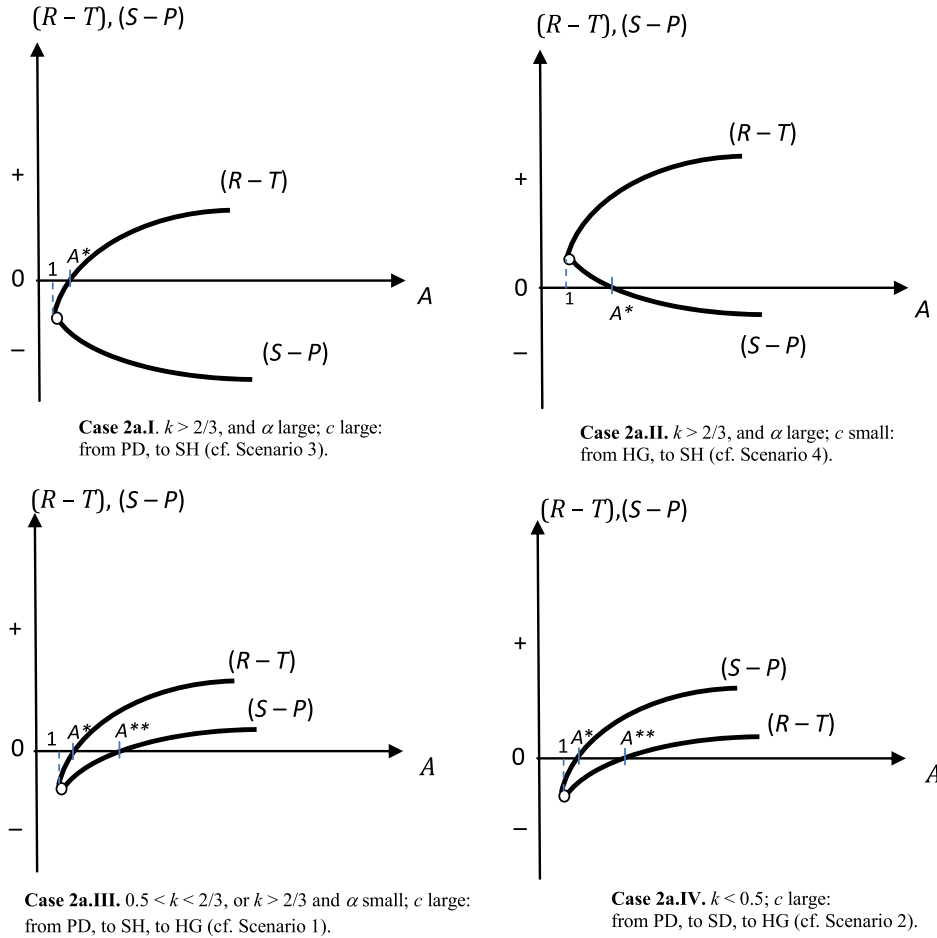 (R – T), (S – P)
+
(R – T)
1
A*
0
A
–
(S – P)
Case 2a.I. k > 2/3, and α large; c large:
from PD, to SH (cf. Scenario 3).
(R – T), (S – P)
(R – T)
+
0
1
A*
A
–
(S – P)
Case 2a.II. k > 2/3, and α large; c small:
from HG, to SH (cf. Scenario 4).
(R – T), (S – P)
+
(R – T)
(S – P)
1
A*
A**
0
A
–
Case 2a.III. 0.5 < k < 2/3, or k > 2/3 and α small; c large:
from PD, to SH, to HG (cf. Scenario 1).
(R – T),(S – P)
+
(S – P)
(R – T)
1
A*
A**
0
A
–
Case 2a.IV. k < 0.5; c large:
from PD, to SD, to HG (cf. Scenario 2).